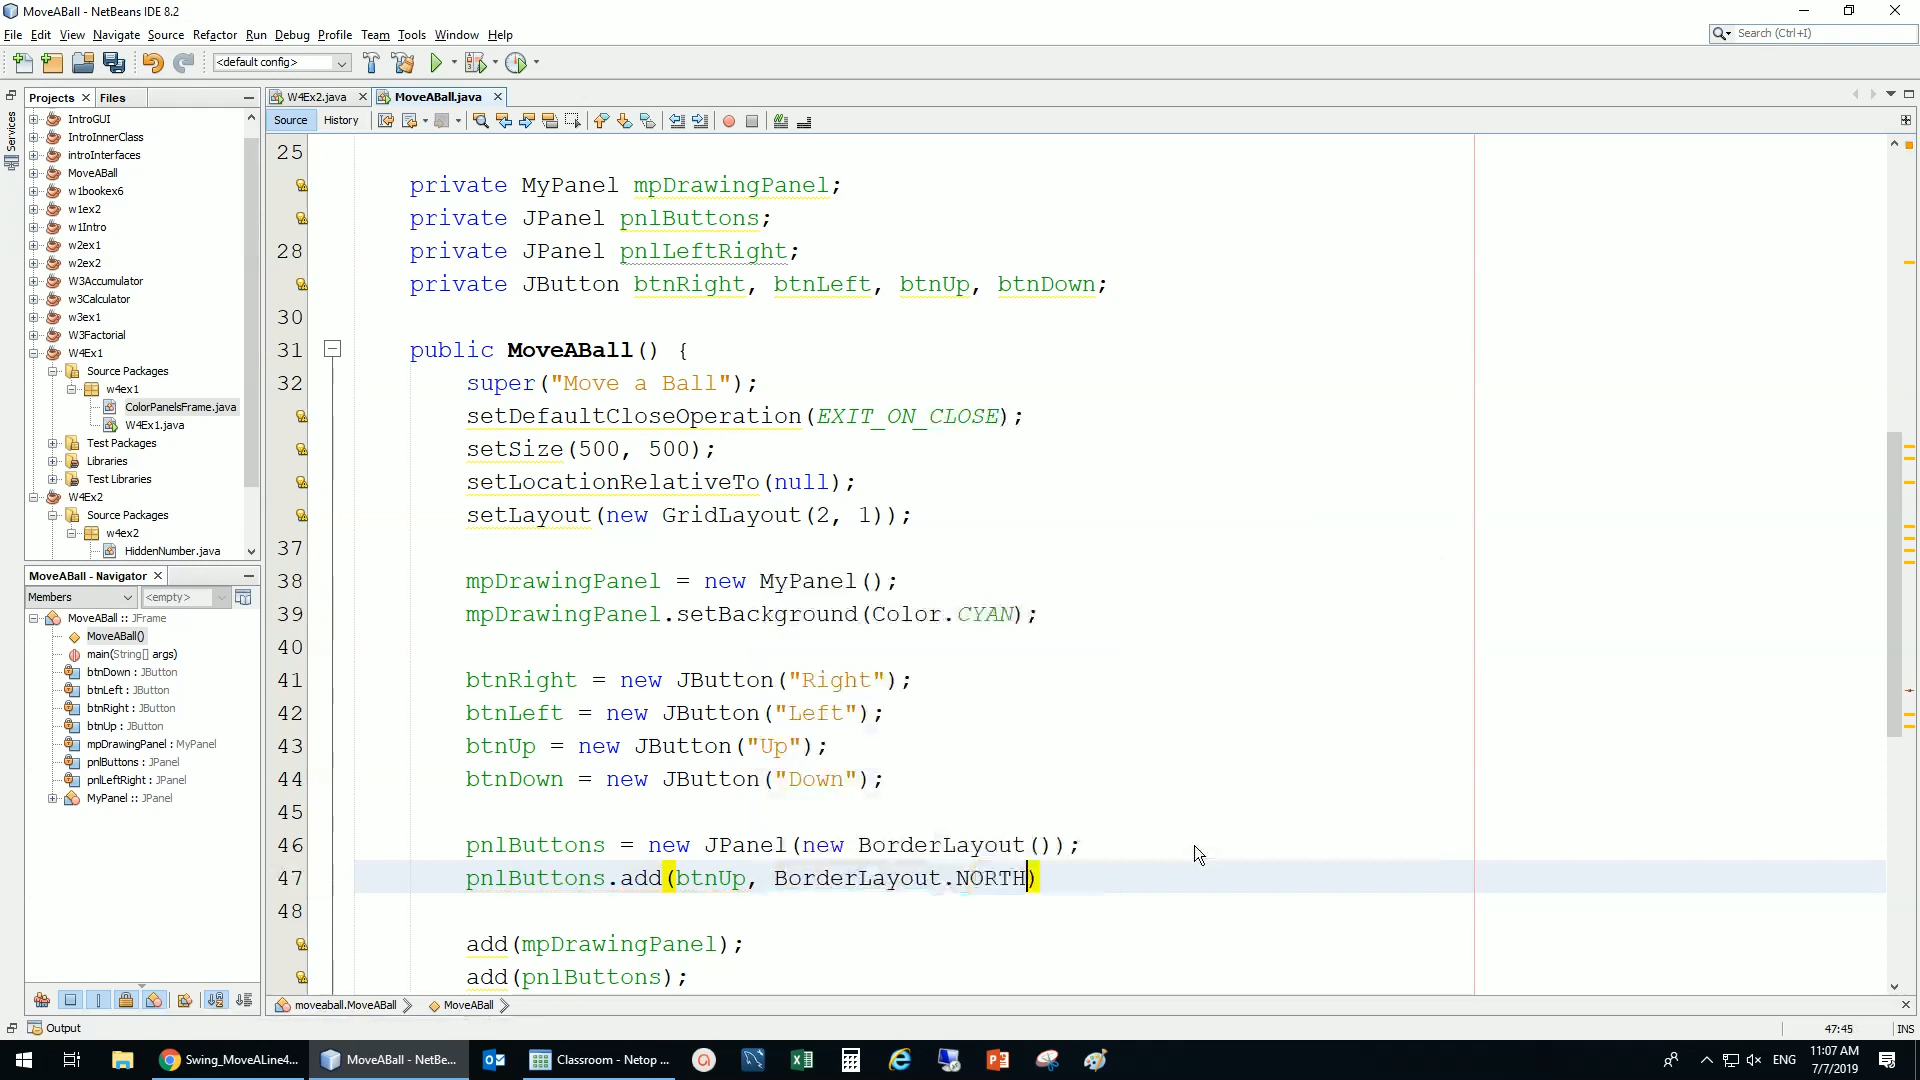 MoveABall - NetBeans IDE 8.2
File Edit View Navigate Source Refactor Run Debug Profile Team Tools Window Help
Search (Ctrl+I)
<default config>
Projects Files
W4Ex2.java MoveABall.java
Services
Source History
IntroGUI
IntroInnerClass
introInterfaces
MoveABall
w1bookex6
w1ex2
w1Intro
w2ex1
w2ex2
W3Accumulator
w3Calculator
w3ex1
W3Factorial
W4Ex1
Source Packages
w4ex1
ColorPanelsFrame.java
W4Ex1.java
Test Packages
Libraries
Test Libraries
W4Ex2
Source Packages
w4ex2
HiddenNumber.java
MoveABall - Navigator
Members <empty>
MoveABall :: JFrame
MoveABall()
main(String[] args)
btnDown : JButton
btnLeft : JButton
btnRight : JButton
btnUp : JButton
mpDrawingPanel : MyPanel
pnlButtons : JPanel
pnlLeftRight : JPanel
MyPanel :: JPanel
25
private MyPanel mpDrawingPanel;
private JPanel pnlButtons;
28 private JPanel pnlLeftRight;
private JButton btnRight, btnLeft, btnUp, btnDown;
30
31 public MoveABall() {
32 super("Move a Ball");
setDefaultCloseOperation(EXIT_ON_CLOSE);
setSize(500, 500);
setLocationRelativeTo(null);
setLayout(new GridLayout(2, 1));
37
38 mpDrawingPanel = new MyPanel();
39 mpDrawingPanel.setBackground(Color.CYAN);
40
41 btnRight = new JButton("Right");
42 btnLeft = new JButton("Left");
43 btnUp = new JButton("Up");
44 btnDown = new JButton("Down");
45
46 pnlButtons = new JPanel(new BorderLayout());
47 pnlButtons.add(btnUp, BorderLayout.NORTH)
48
add(mpDrawingPanel);
add(pnlButtons);
moveaball.MoveABall MoveABall
Output
47:45 INS
Swing_MoveALine4... MoveABall - NetBe... Classroom - Netop ...
ENG 11:07 AM
7/7/2019